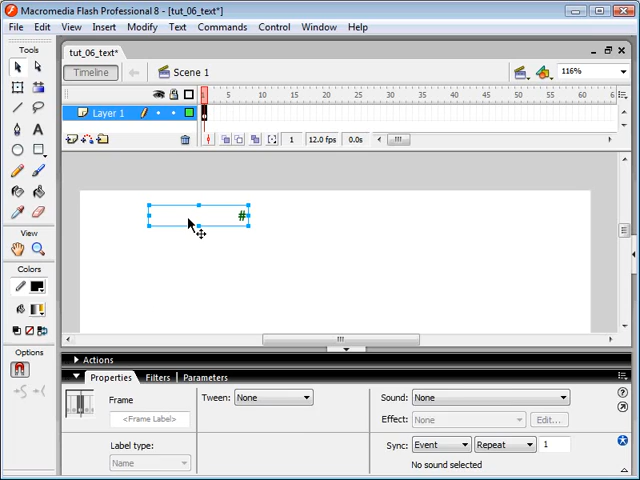 Macromedia Flash Professional 8 - [tut_06_text*]
File Edit View Insert Modify Text Commands Control Window Help
Tools
tut_06_text*
Timeline Scene 1 116%
1 5 10 15 20 25 30 35 40 45 50 55 60 6
Layer 1
1 12.0 fps 0.0s
#
View
Colors
Options
Actions
Properties Filters Parameters
Frame
<Frame Label>
Label type:
Name
Tween: None
Sound: None
Effect: None Edit...
Sync: Event Repeat 1
No sound selected